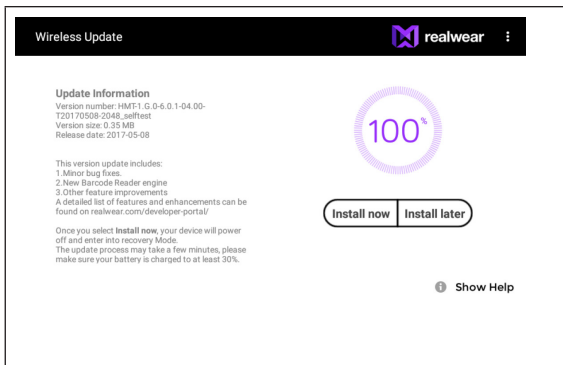 Wireless Update
realwear
Update Information
Version number: HMT-1.G.0-6.0.1-04.00-
T20170508-2048_selftest
Version size: 0.35 MB
Release date: 2017-05-08
This version update includes:
1.Minor bug fixes.
2.New Barcode Reader engine
3.Other feature improvements
A detailed list of features and enhancements can be
found on realwear.com/developer-portal/
Once you select Install now, your device will power
off and enter into recovery Mode.
The update process may take a few minutes, please
make sure your battery is charged to at least 30%.
100%
Install now Install later
Show Help